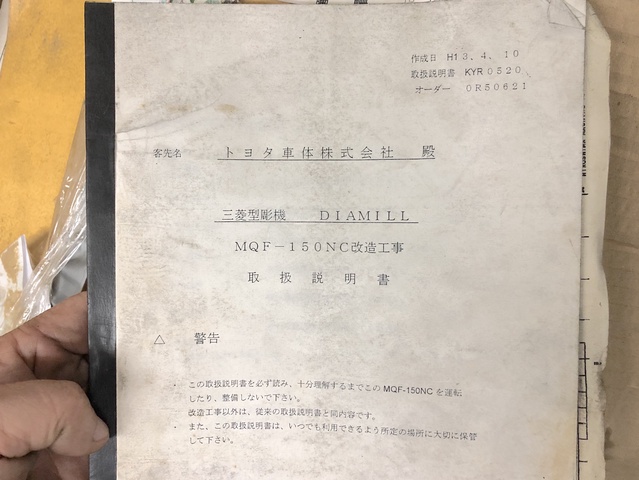 作成日 H13.4.10
取扱説明書 KYR0520
オーダー 0R50621
客先名 トヨタ車体株式会社 殿
三菱型彫機 DIAMILL
MQF-150NC改造工事
取扱説明書
△ 警告
・ この取扱説明書を必ず読み、十分理解するまでこの MQF-150NC を運転
したり、整備しないで下さい。
改造工事以外は、従来の取扱説明書と同内容です。
・ また、この取扱説明書は、いつでも利用できるよう所定の場所に大切に保管
して下さい。